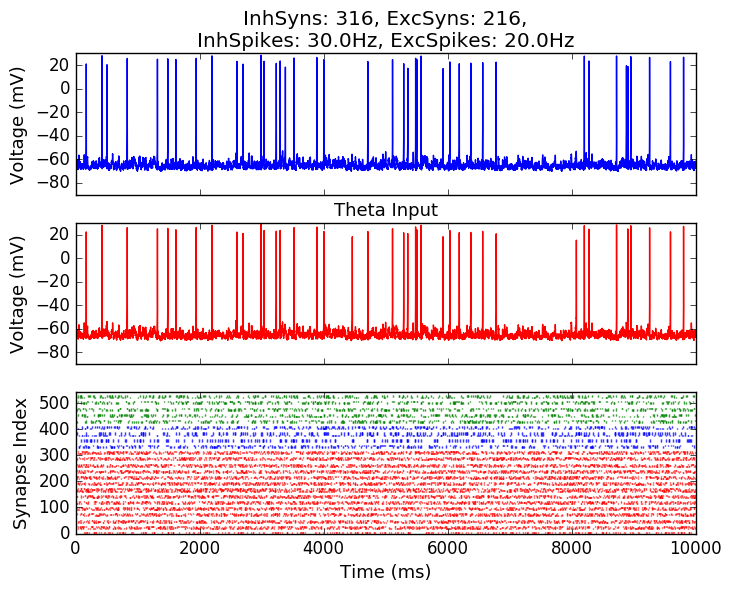 InhSyns: 316, ExcSyns: 216,
InhSpikes: 30.0Hz, ExcSpikes: 20.0Hz
Voltage (mV)
20
0
−20
−40
−60
−80
Theta Input
Voltage (mV)
20
0
−20
−40
−60
−80
Synapse Index
500
400
300
200
100
0
0 2000 4000 6000 8000 10000
Time (ms)